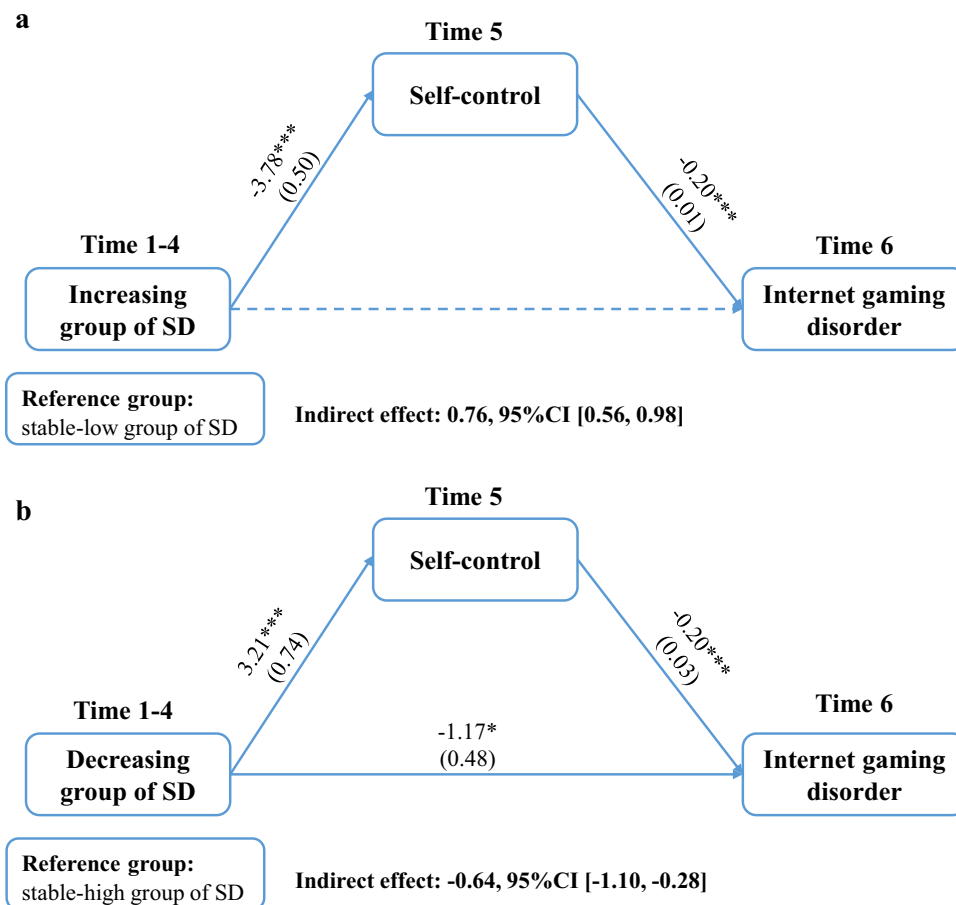 a
Time 5
Self-control
-3.78***
(0.50)
-0.20***
(0.01)
Time 1-4
Time 6
Increasing
group of SD
Internet gaming
disorder
Reference group:
stable-low group of SD
Indirect effect: 0.76, 95%CI [0.56, 0.98]
b
Time 5
Self-control
3.21***
(0.74)
-0.20***
(0.03)
Time 1-4
Time 6
-1.17*
(0.48)
Decreasing
group of SD
Internet gaming
disorder
Reference group:
stable-high group of SD
Indirect effect: -0.64, 95%CI [-1.10, -0.28]